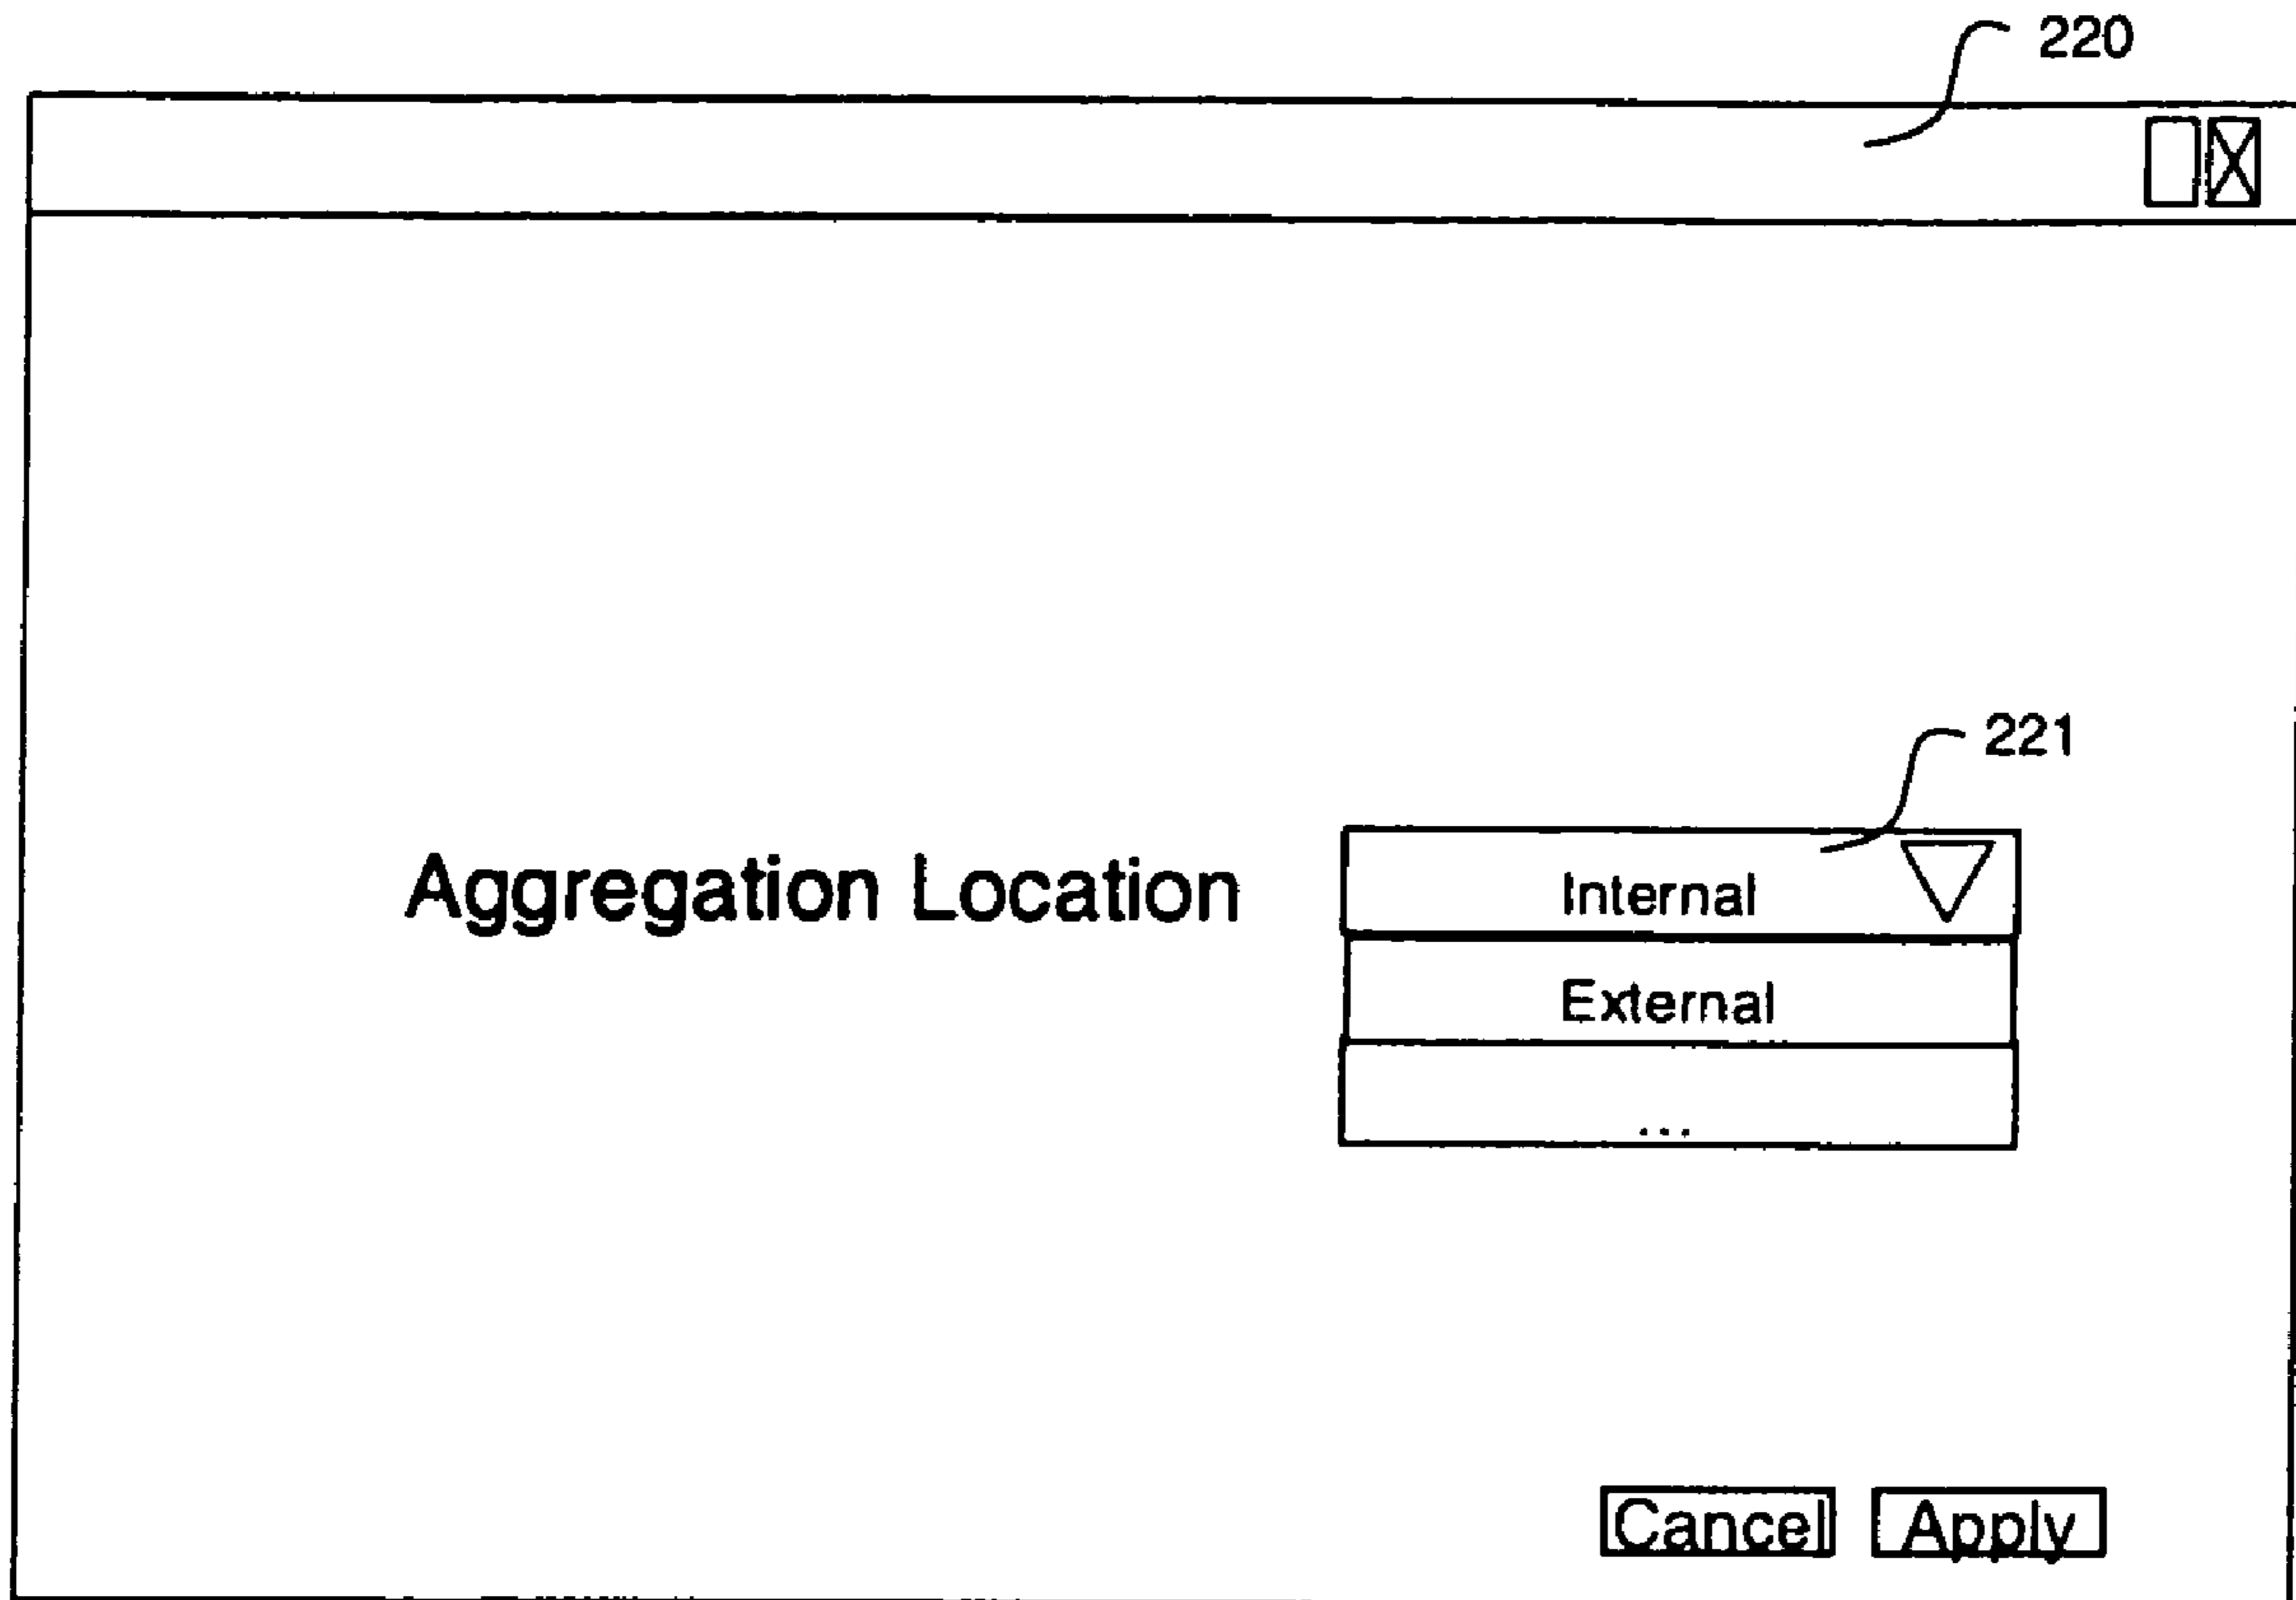 220
221
Aggregation Location
Internal
External
...
Cancel
Apply